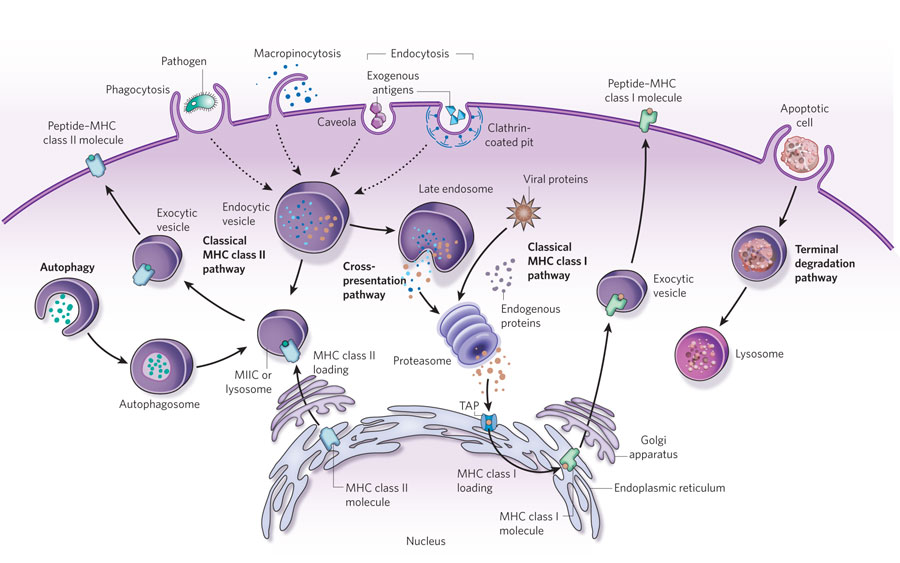 Pathogen
Macropinocytosis
Endocytosis
Phagocytosis
Exogenous
antigens
Peptide–MHC
class I molecule
Apoptotic
cell
Peptide–MHC
class II molecule
Caveola
Clathrin-
coated pit
Viral proteins
Late endosome
Exocytic
vesicle
Endocytic
vesicle
Classical
MHC class II
pathway
Classical
MHC class I
pathway
Terminal
degradation
pathway
Autophagy
Cross-
presentation
pathway
Exocytic
vesicle
Endogenous
proteins
Proteasome
Lysosome
MIIC or
lysosome
MHC class II
loading
Autophagosome
TAP
Golgi
apparatus
MHC class I
loading
MHC class II
molecule
Endoplasmic reticulum
MHC class I
molecule
Nucleus